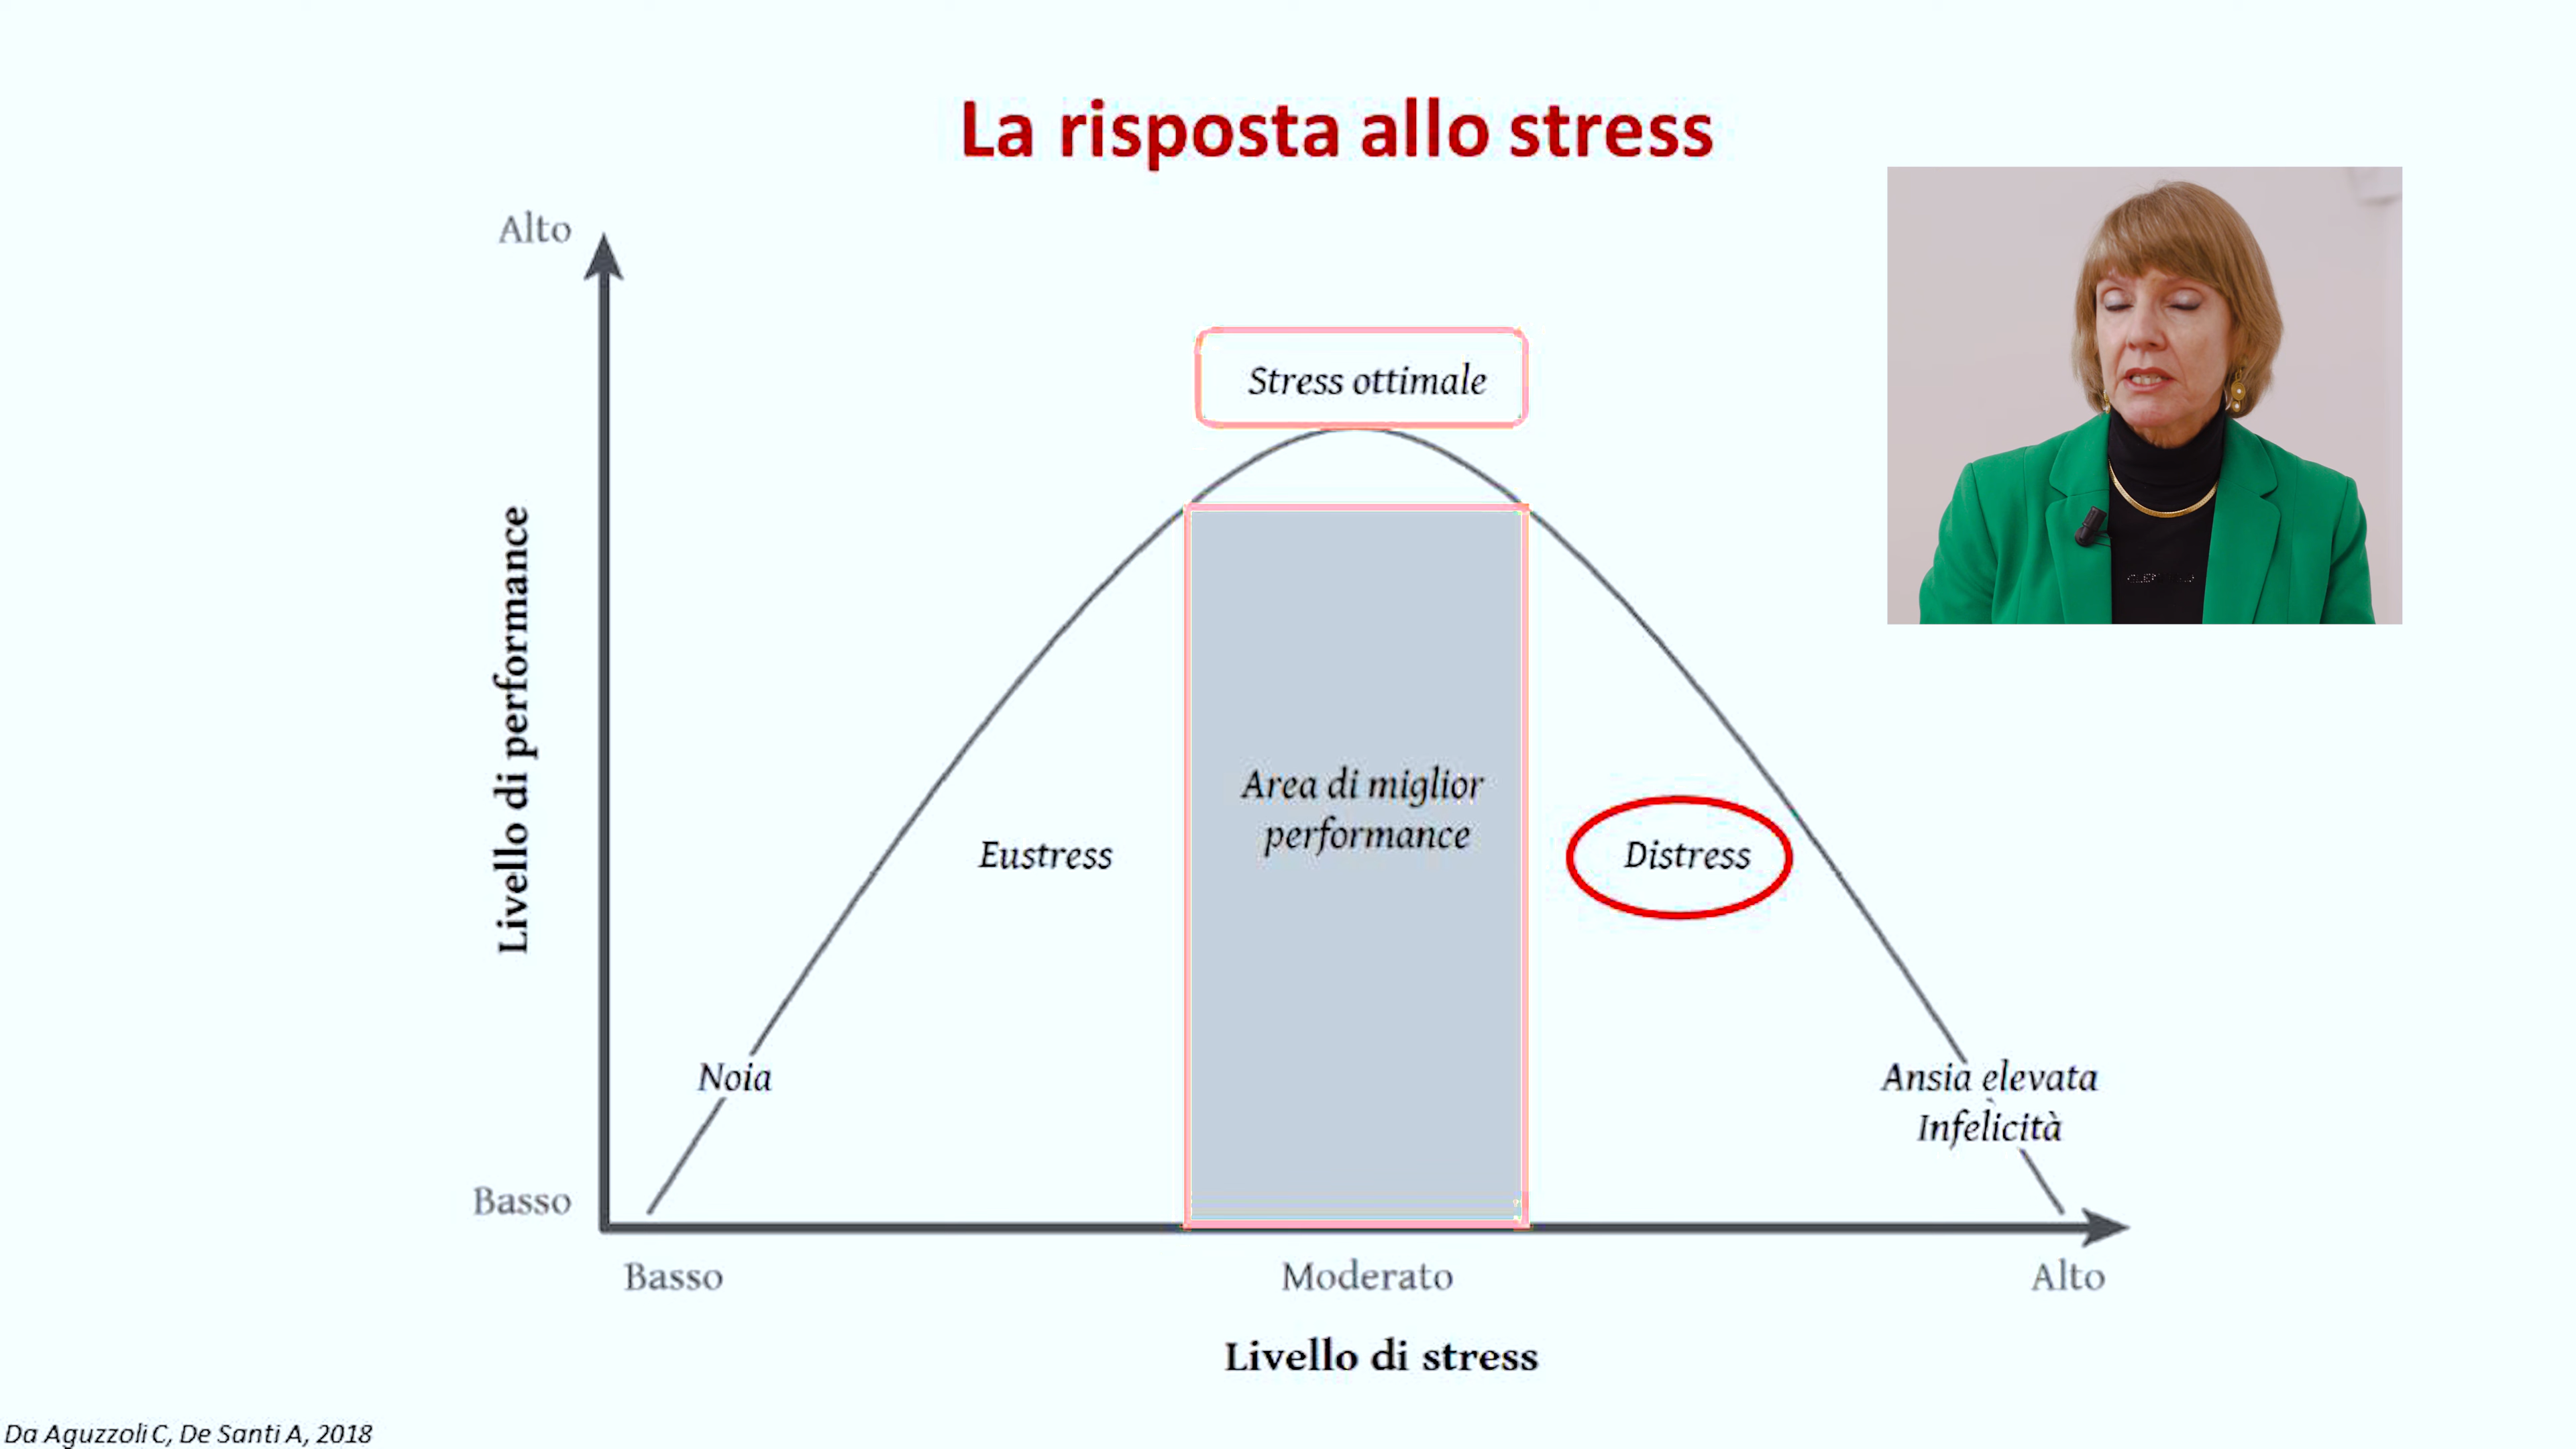 La risposta allo stress
Alto
Stress ottimale
Livello di performance
Area di miglior
performance
Eustress
Distress
Noia
Ansia elevata
Infelicità
Basso
Basso
Moderato
Alto
Livello di stress
Da Aguzzoli C, De Santi A, 2018